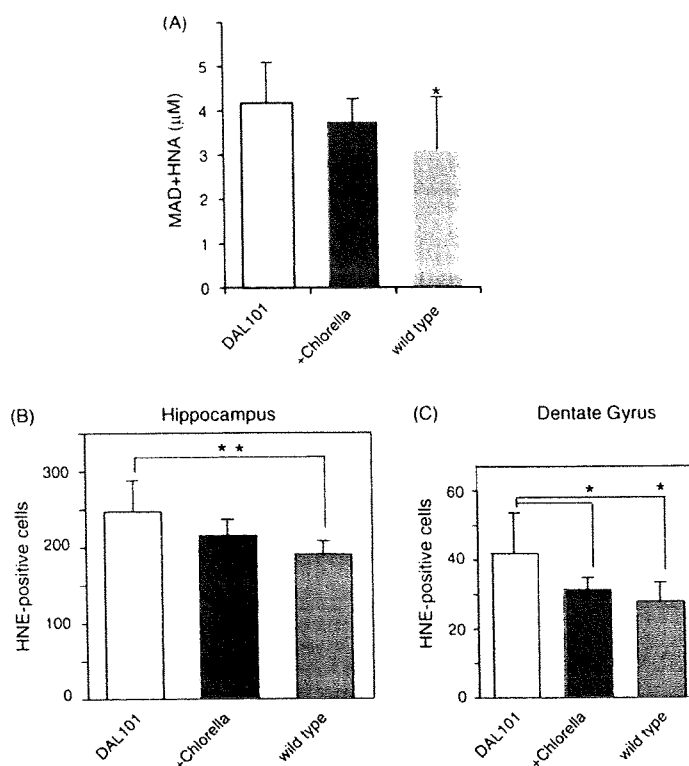 (A)
MAD+HNA (μM)
5
4
3
2
1
0
*
DAL101
+Chlorella
wild type
(B)
Hippocampus
HNE-positive cells
300
200
100
0
* *
DAL101
+Chlorella
wild type
(C)
Dentate Gyrus
HNE-positive cells
60
40
20
0
*
*
DAL101
+Chlorella
wild type